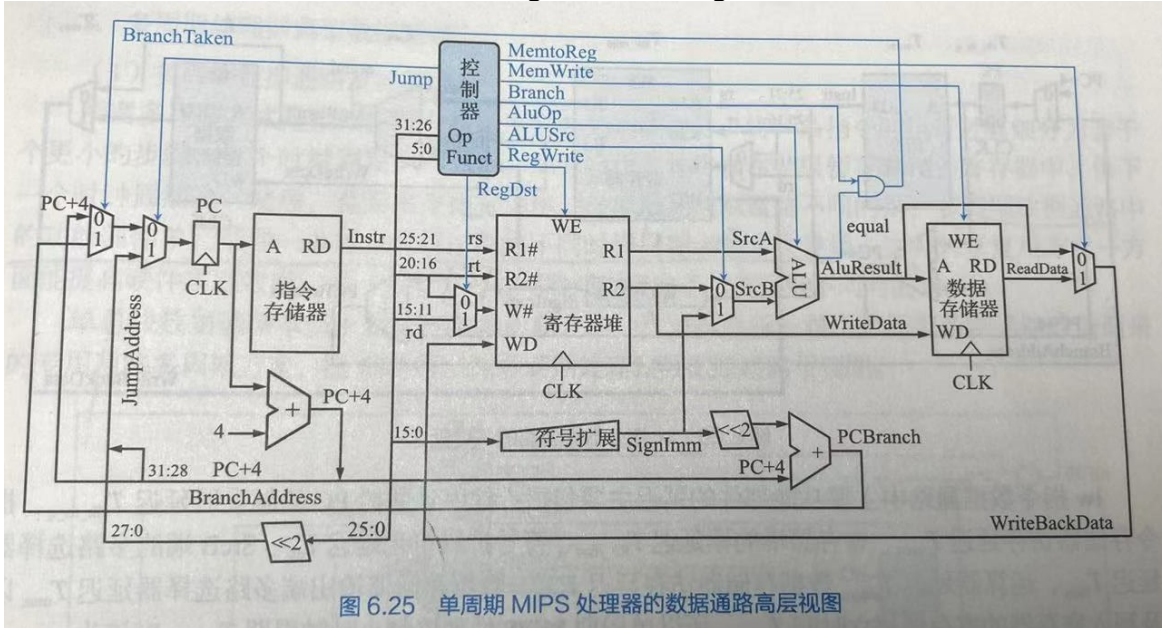 BranchTaken
Jump
控制器
Op
Funct
MemtoReg
MemWrite
Branch
AluOp
ALUSrc
RegWrite
RegDst
31:26
5:0
PC+4
0
1
0
1
PC
CLK
A RD
指令存储器
Instr
25:21
rs
20:16
rt
15:11
rd
0
1
WE
R1#
R2#
W#
WD
R1
R2
寄存器堆
CLK
SrcA
0
1
SrcB
ALU
equal
AluResult
WriteData
WE
A RD
数据存储器
WD
CLK
ReadData
0
1
JumpAddress
4
+
PC+4
15:0
符号扩展
SignImm
<<2
PC+4
+
PCBranch
31:28
PC+4
BranchAddress
27:0
<<2
25:0
WriteBackData
图 6.25 单周期 MIPS 处理器的数据通路高层视图